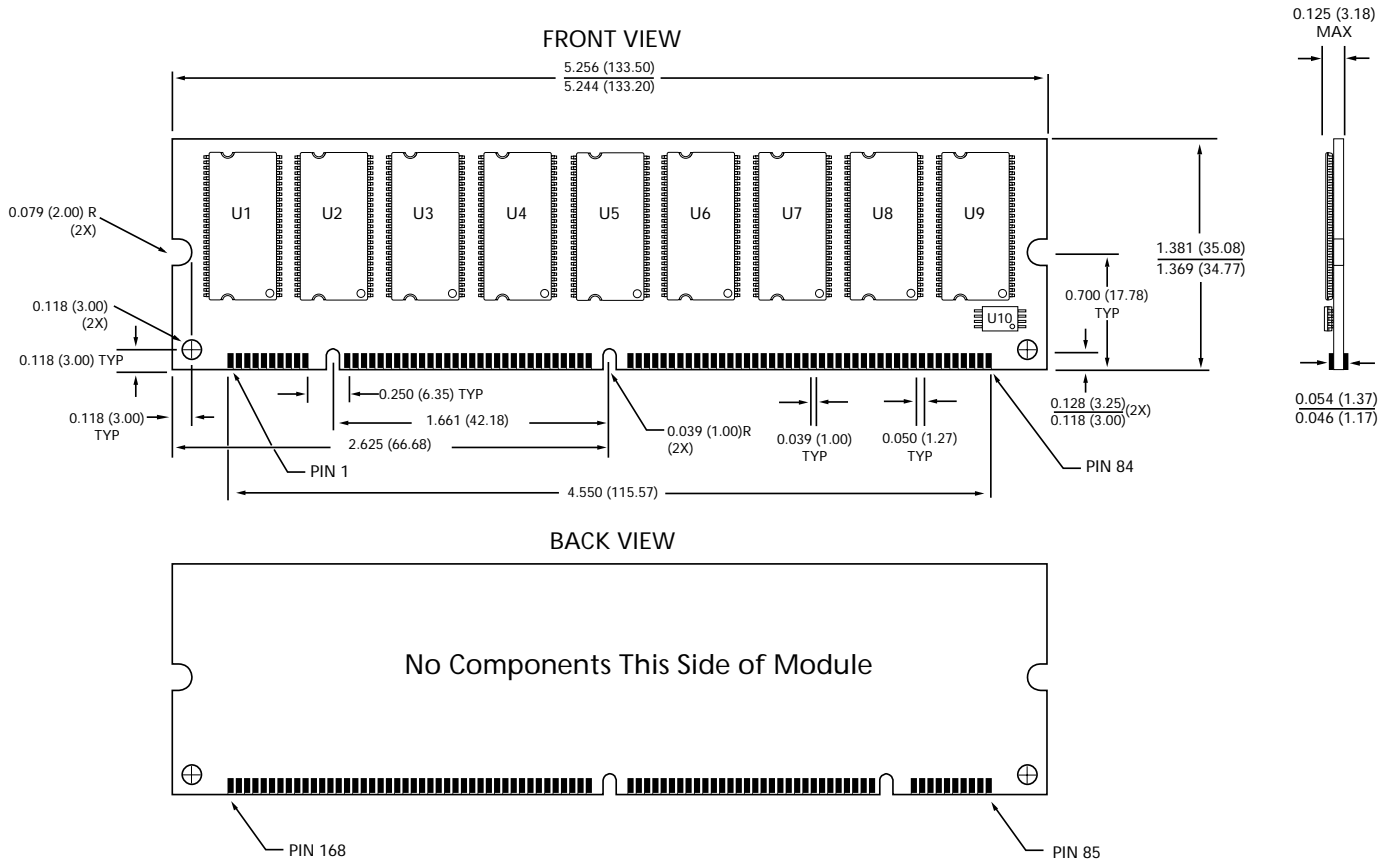 FRONT VIEW
5.256 (133.50)
5.244 (133.20)
0.125 (3.18)
MAX
U1 U2 U3 U4 U5 U6 U7 U8 U9
0.079 (2.00) R
(2X)
1.381 (35.08)
1.369 (34.77)
0.700 (17.78)
TYP
0.118 (3.00)
(2X)
U10
0.118 (3.00) TYP
0.250 (6.35) TYP
0.118 (3.00)
TYP
1.661 (42.18)
2.625 (66.68)
0.039 (1.00)R
(2X)
0.039 (1.00)
TYP
0.050 (1.27)
TYP
0.128 (3.25)
0.118 (3.00)
(2X)
0.054 (1.37)
0.046 (1.17)
PIN 1
PIN 84
4.550 (115.57)
BACK VIEW
No Components This Side of Module
PIN 168
PIN 85